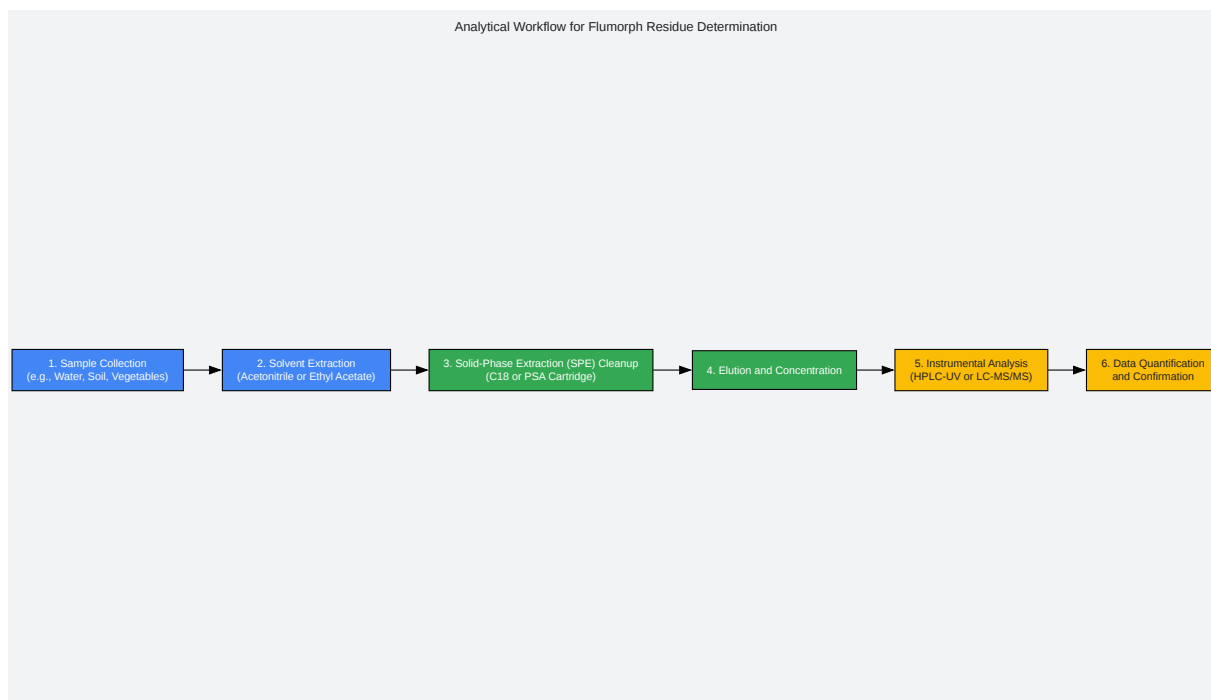 Analytical Workflow for Flumorph Residue Determination
1. Sample Collection
(e.g., Water, Soil, Vegetables)
2. Solvent Extraction
(Acetonitrile or Ethyl Acetate)
3. Solid-Phase Extraction (SPE) Cleanup
(C18 or PSA Cartridge)
4. Elution and Concentration
5. Instrumental Analysis
(HPLC-UV or LC-MS/MS)
6. Data Quantification
and Confirmation